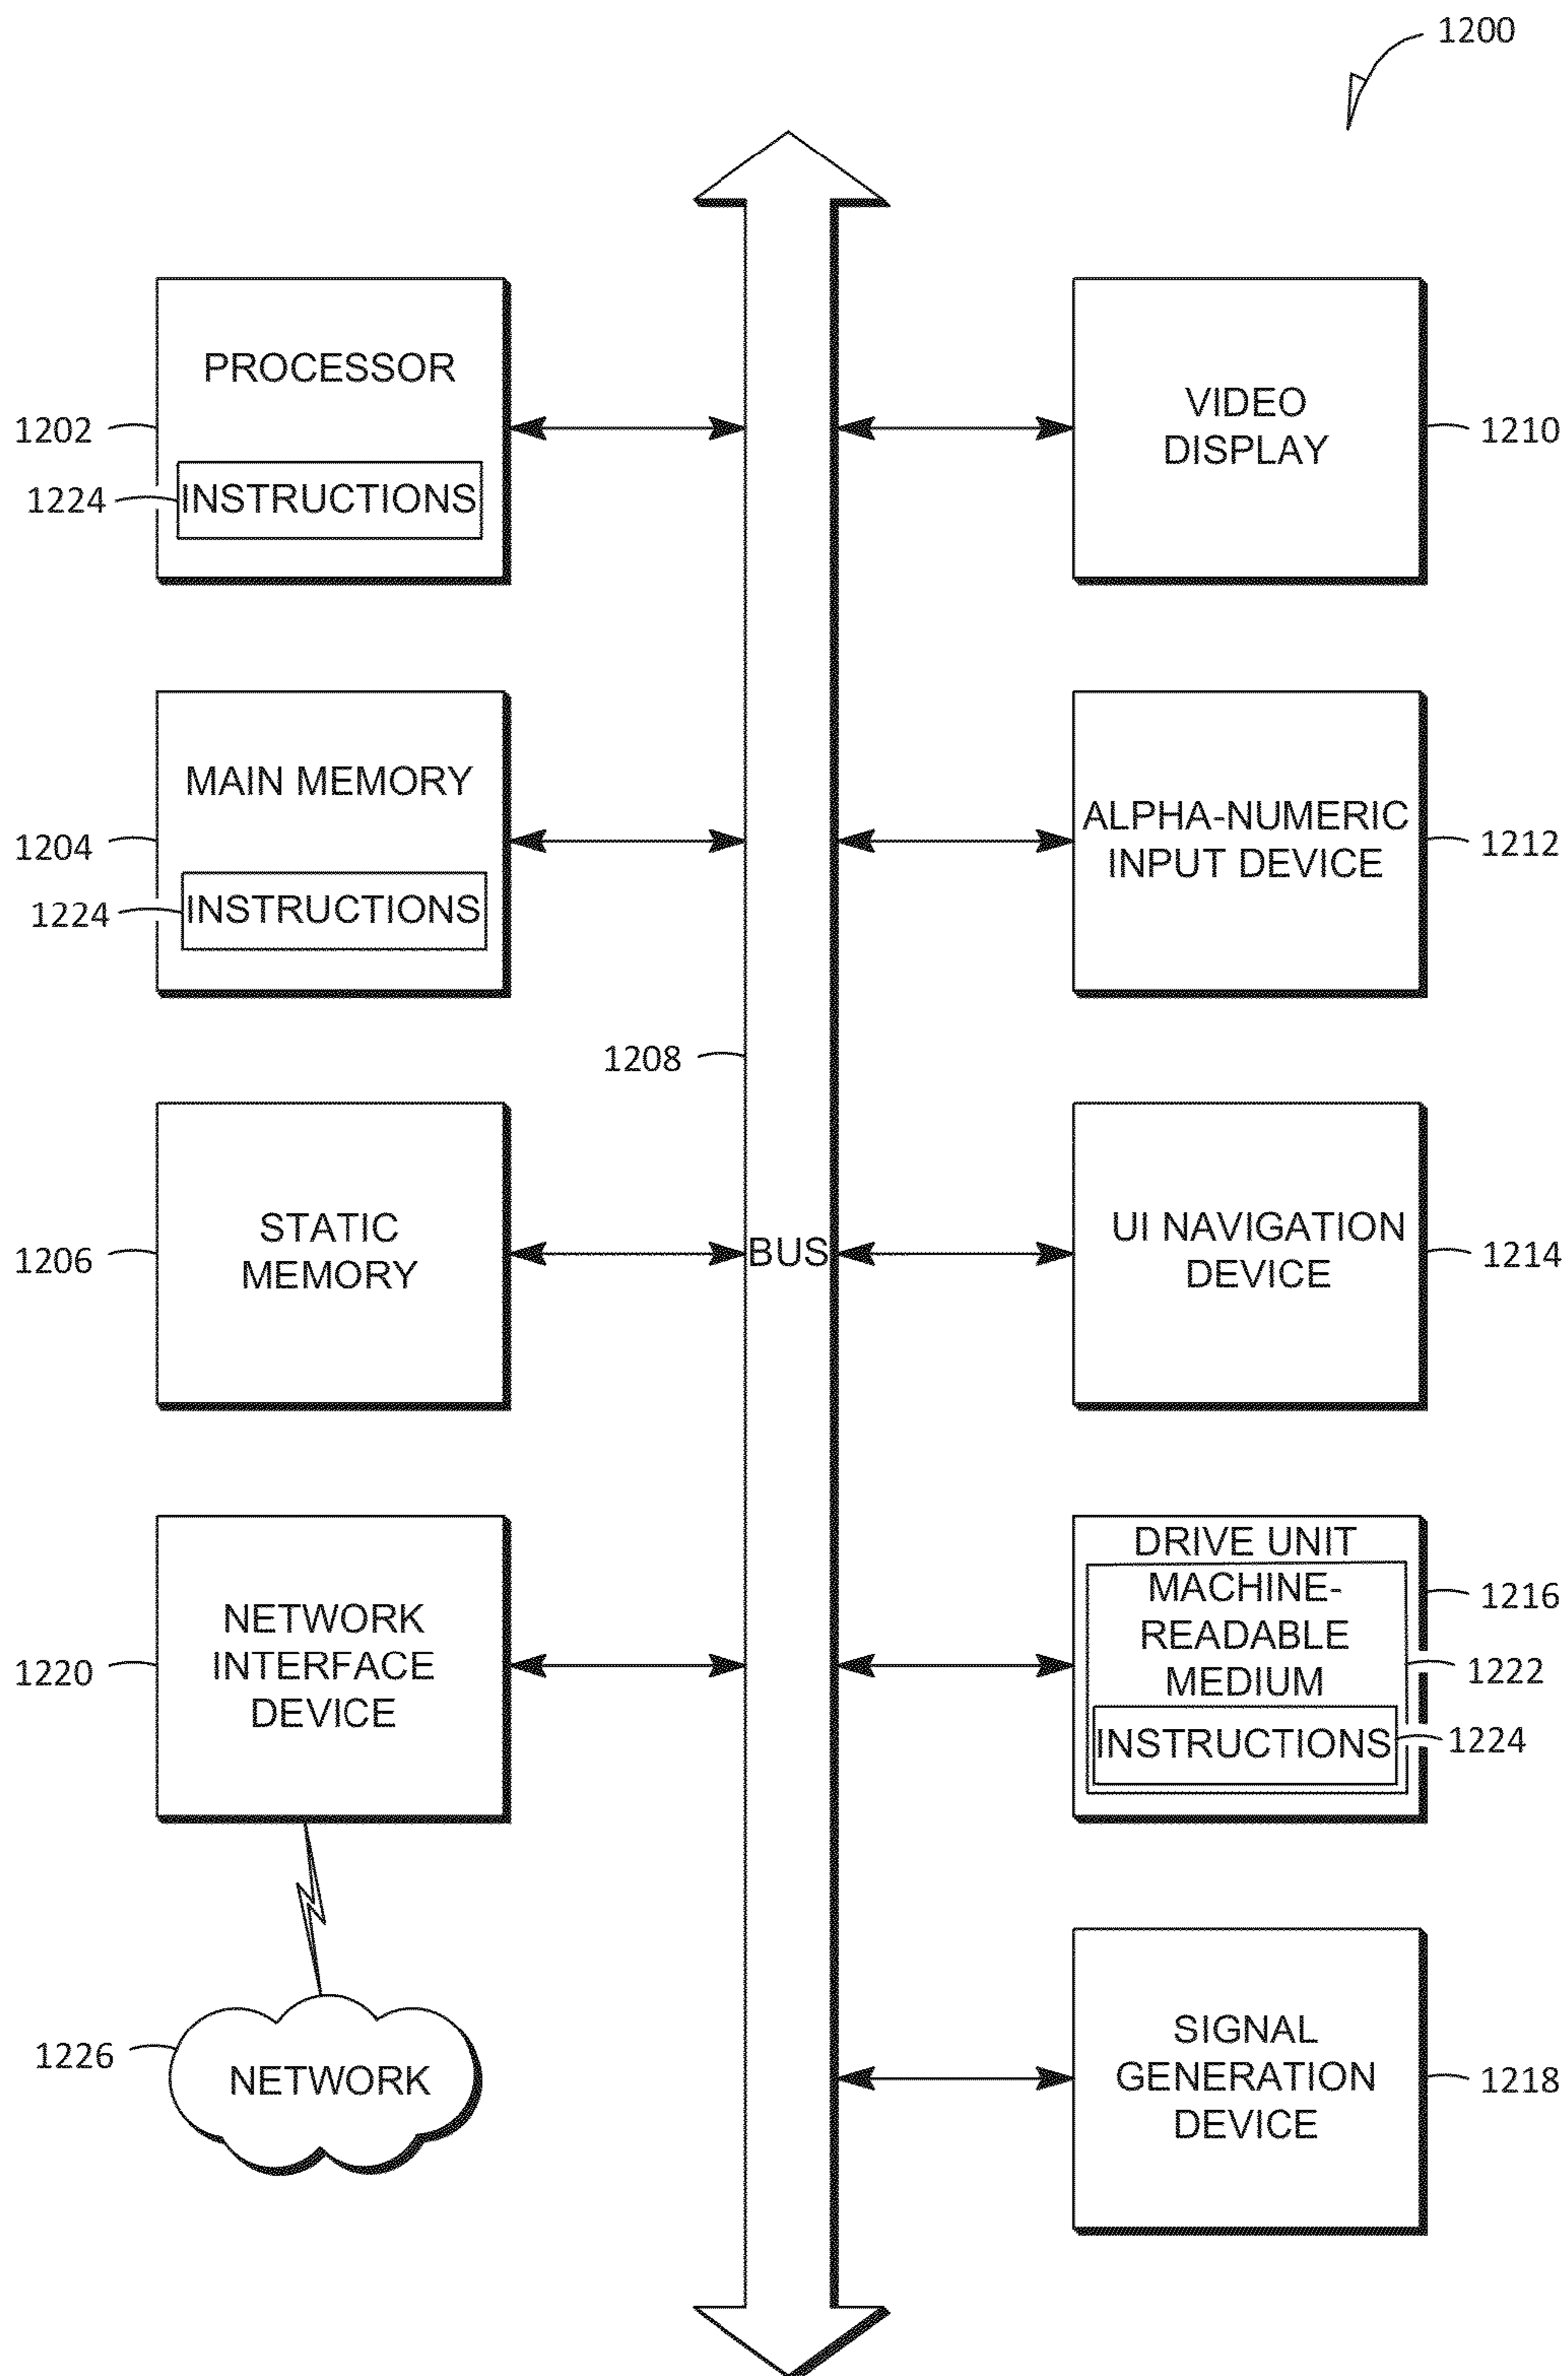 1200
PROCESSOR
1202
INSTRUCTIONS
1224
VIDEO
DISPLAY
1210
MAIN MEMORY
1204
INSTRUCTIONS
1224
ALPHA-NUMERIC
INPUT DEVICE
1212
1208
BUS
STATIC
MEMORY
1206
UI NAVIGATION
DEVICE
1214
NETWORK
INTERFACE
DEVICE
1220
DRIVE UNIT
1216
MACHINE-
READABLE
MEDIUM
1222
INSTRUCTIONS
1224
1226
NETWORK
SIGNAL
GENERATION
DEVICE
1218